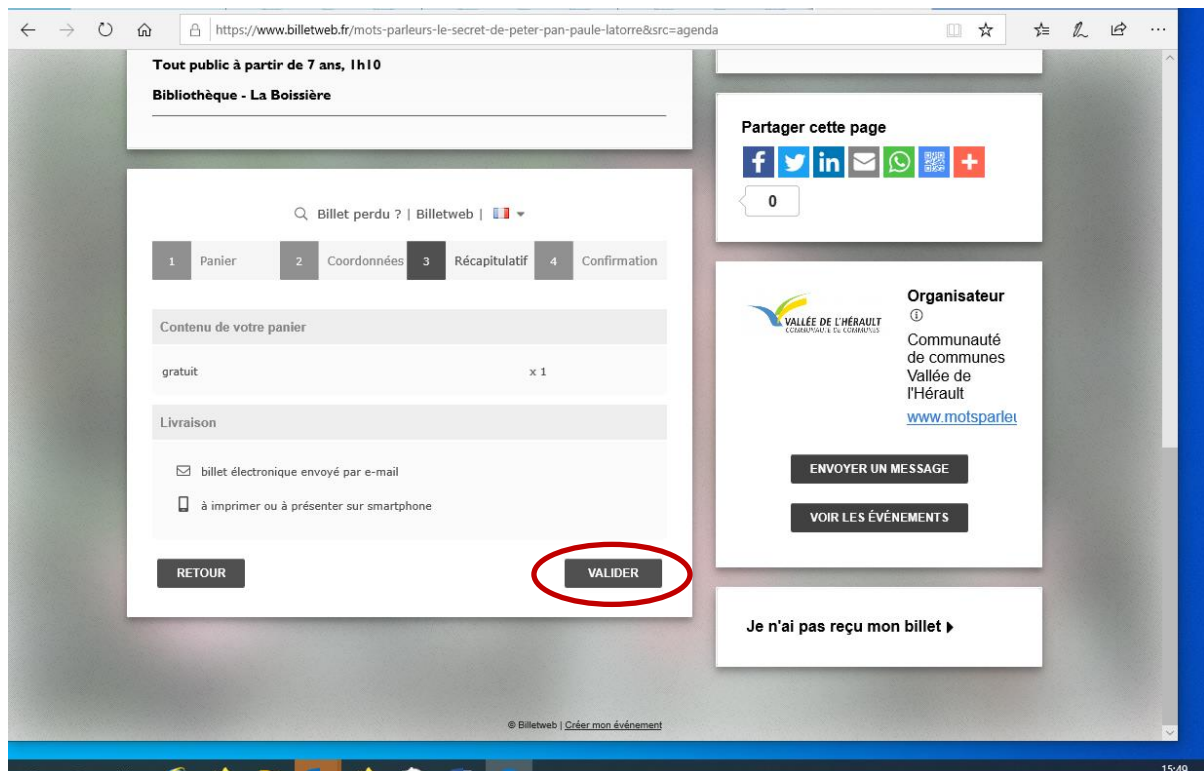 https://www.billetweb.fr/mots-parleurs-le-secret-de-peter-pan-paule-latorre&src=agenda
Tout public à partir de 7 ans, 1h10
Bibliothèque - La Boissière
Billet perdu ? | Billetweb |
1 Panier 2 Coordonnées 3 Récapitulatif 4 Confirmation
Contenu de votre panier
gratuit x 1
Livraison
billet électronique envoyé par e-mail
à imprimer ou à présenter sur smartphone
RETOUR VALIDER
Partager cette page
0
VALLÉE DE L'HÉRAULT
COMMUNAUTÉ DE COMMUNES
Organisateur
Communauté
de communes
Vallée de
l'Hérault
www.motsparleu
ENVOYER UN MESSAGE
VOIR LES ÉVÉNEMENTS
Je n'ai pas reçu mon billet
© Billetweb | Créer mon événement
15:49